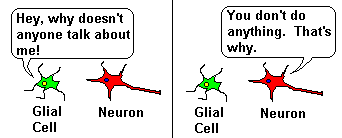 Hey, why doesn't
anyone talk about
me!
Glial
Cell
Neuron
You don't do
anything.  That's
why.
Glial
Cell
Neuron